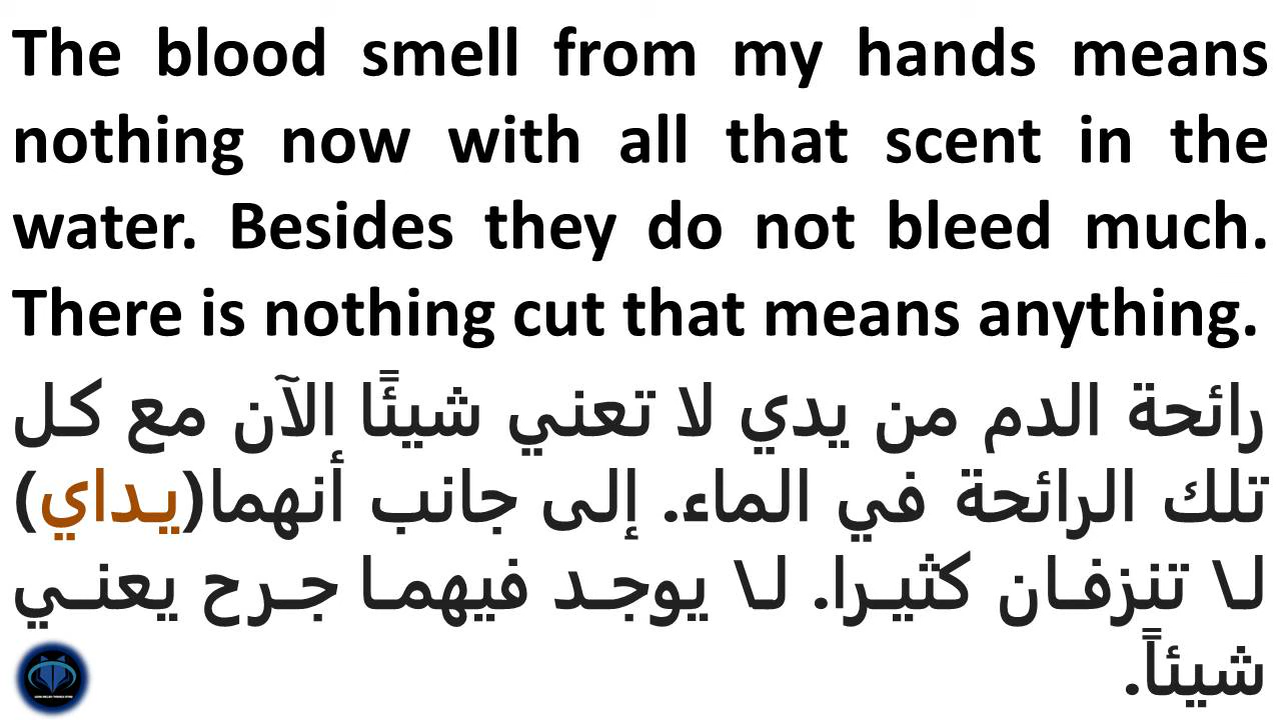 The blood smell from my hands means
nothing now with all that scent in the
water. Besides they do not bleed much.
There is nothing cut that means anything.
رائحة الدم من يدي لا تعني شيئًا الآن مع كل
تلك الرائحة في الماء. إلى جانب أنهما(يداي)
لا تنزفان كثيرا. لا يوجد فيهما جرح يعني
شيئاً.